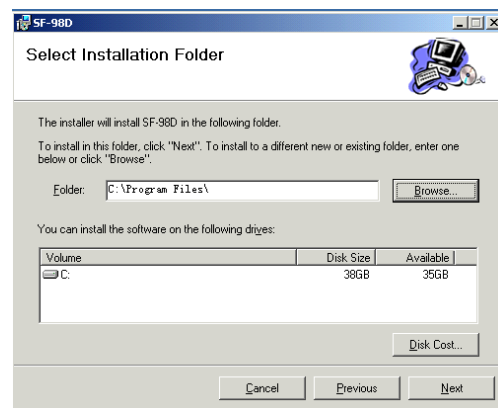 SF-98D
Select Installation Folder
The installer will install SF-98D in the following folder.
To install in this folder, click "Next". To install to a different new or existing folder, enter one
below or click "Browse".
Folder: C:\Program Files\ Browse...
You can install the software on the following drives:
Volume Disk Size Available
C: 38GB 35GB
Disk Cost...
Cancel Previous Next